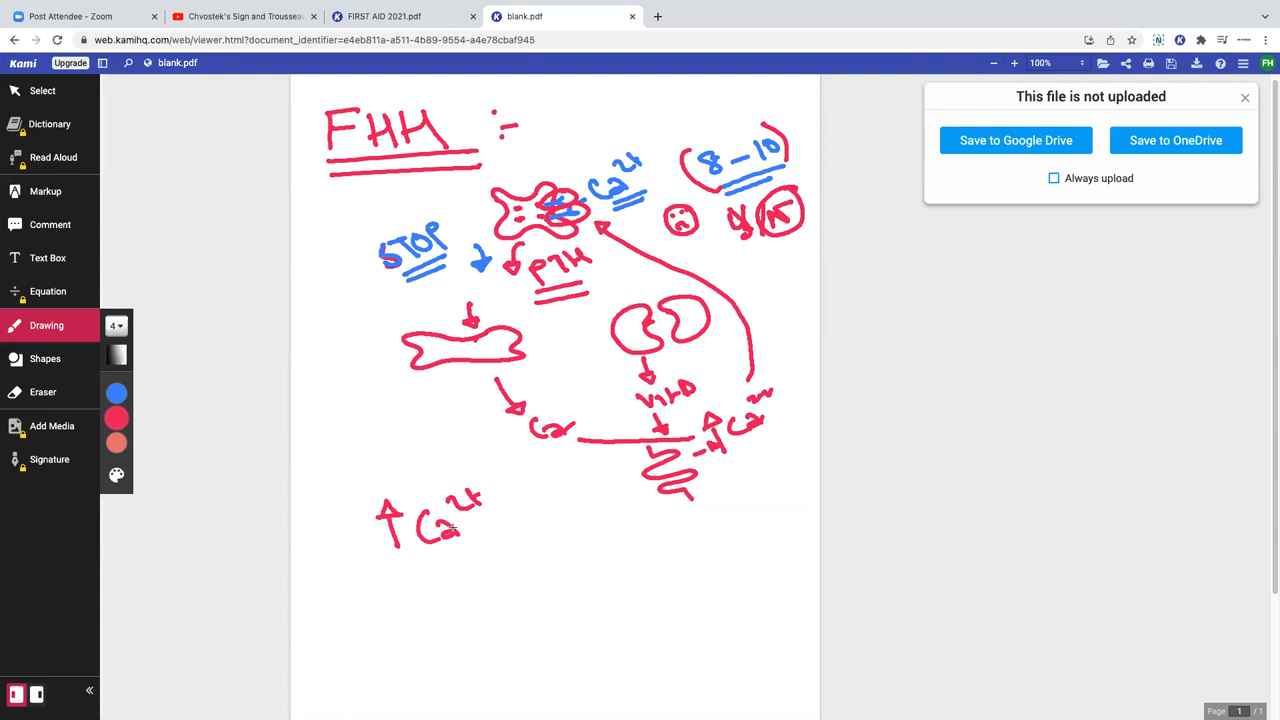 Post Attendee - Zoom
Chvostek's Sign and Trousseau
FIRST AID 2021.pdf
blank.pdf
web.kamihq.com/web/viewer.html?document_identifier=e4eb811a-a511-4b89-9554-a4e78cbaf945
Kami
Upgrade
blank.pdf
100%
FH
Select
Dictionary
Read Aloud
Markup
Comment
Text Box
Equation
Drawing
Shapes
Eraser
Add Media
Signature
4
This file is not uploaded
Save to Google Drive
Save to OneDrive
Always upload
FHH :-
(8-10)
Ca2+
STOP
PTH
Vit D
Ca
↑ Ca2+
↑ Ca2+
Page 1 / 1